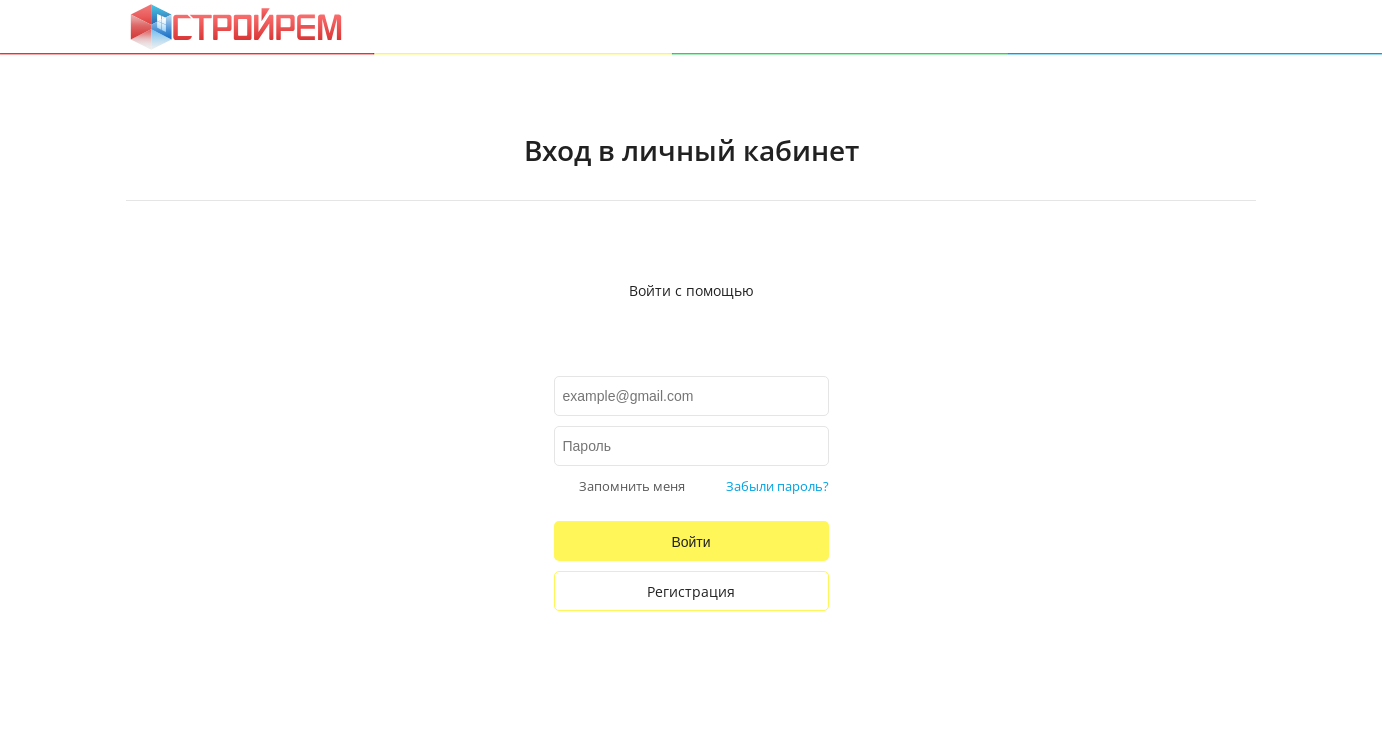 СТРОЙРЕМ
Вход в личный кабинет
Войти с помощью
example@gmail.com
Пароль
Запомнить меня Забыли пароль?
Войти
Регистрация